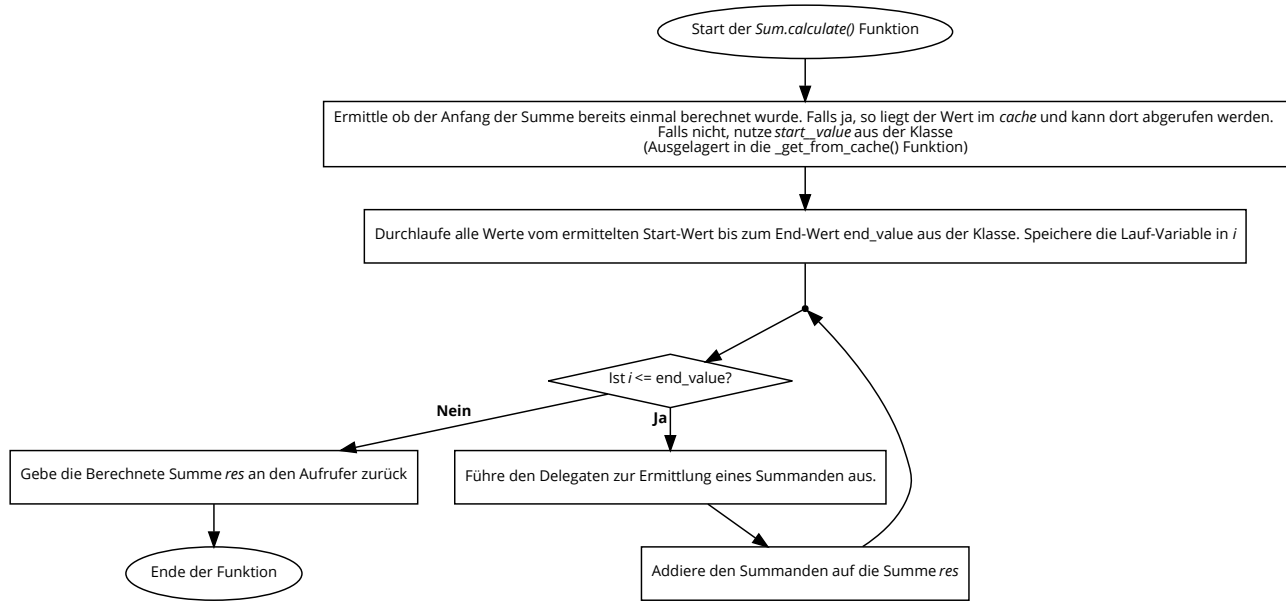 Start der Sum.calculate() Funktion
Ermittle ob der Anfang der Summe bereits einmal berechnet wurde. Falls ja, so liegt der Wert im cache und kann dort abgerufen werden.
Falls nicht, nutze start__value aus der Klasse
(Ausgelagert in die _get_from_cache() Funktion)
Durchlaufe alle Werte vom ermittelten Start-Wert bis zum End-Wert end_value aus der Klasse. Speichere die Lauf-Variable in i
Ist i <= end_value?
Nein
Ja
Gebe die Berechnete Summe res an den Aufrufer zurück
Führe den Delegaten zur Ermittlung eines Summanden aus.
Ende der Funktion
Addiere den Summanden auf die Summe res